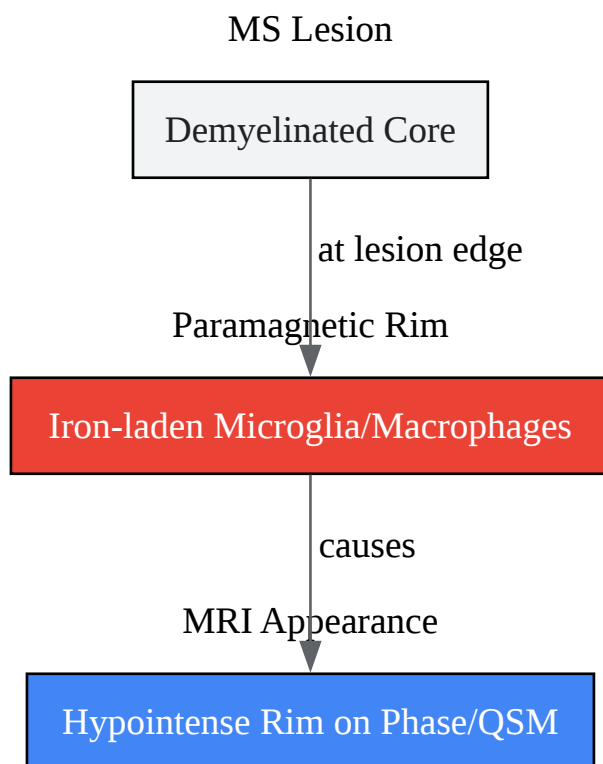 MS Lesion
Demyelinated Core
at lesion edge
Paramagnetic Rim
Iron-laden Microglia/Macrophages
causes
MRI Appearance
Hypointense Rim on Phase/QSM